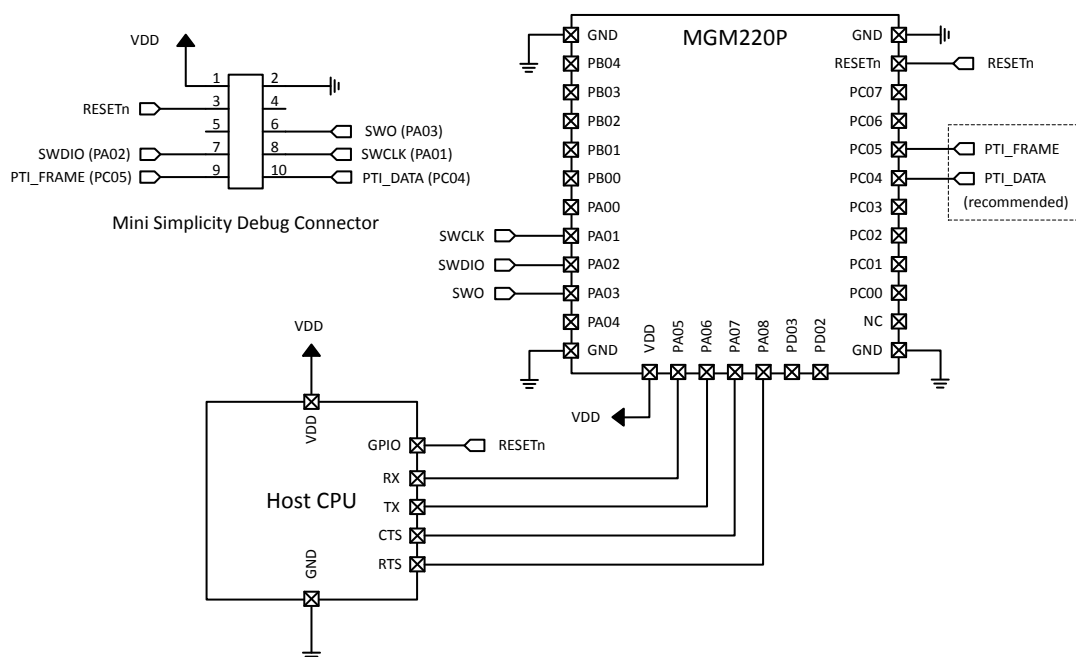 VDD
1 2
RESETn 3 4
5 6 SWO (PA03)
SWDIO (PA02) 7 8 SWCLK (PA01)
PTI_FRAME (PC05) 9 10 PTI_DATA (PC04)
Mini Simplicity Debug Connector
MGM220P
GND GND
PB04 RESETn RESETn
PB03 PC07
PB02 PC06
PB01 PC05 PTI_FRAME
PB00 PC04 PTI_DATA
(recommended)
PA00 PC03
SWCLK PA01 PC02
SWDIO PA02 PC01
SWO PA03 PC00
PA04 NC
GND GND
VDD PA05 PA06 PA07 PA08 PD03 PD02
VDD
VDD
VDD
GPIO RESETn
RX
Host CPU
TX
CTS
RTS
GND